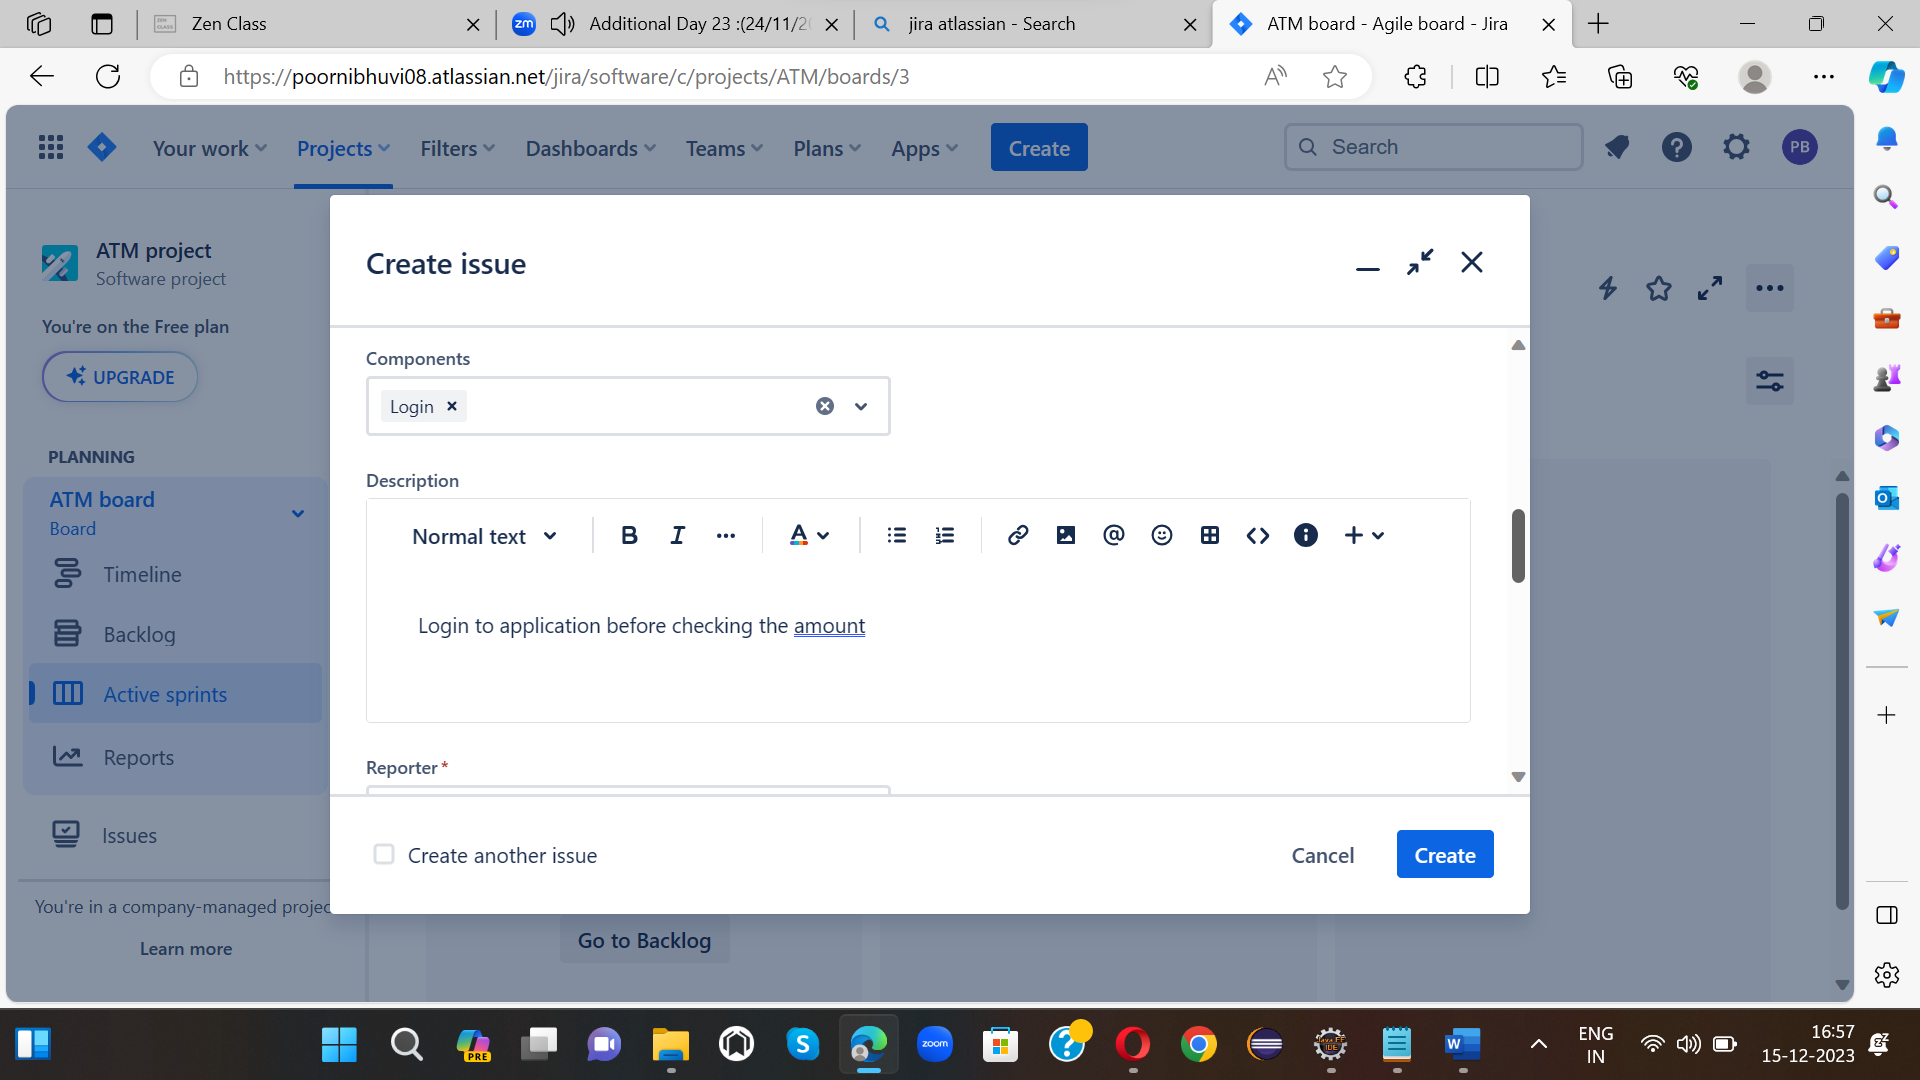 Zen Class
zm
Additional Day 23 :(24/11/20
jira atlassian - Search
ATM board - Agile board - Jira
https://poornibhuvi08.atlassian.net/jira/software/c/projects/ATM/boards/3
Your work
Projects
Filters
Dashboards
Teams
Plans
Apps
Create
Search
PB
ATM project
Software project
You're on the Free plan
UPGRADE
PLANNING
ATM board
Board
Timeline
Backlog
Active sprints
Reports
Issues
You're in a company-managed projec
Learn more
Create issue
Components
Login
Description
Normal text
Login to application before checking the amount
Reporter *
Create another issue
Cancel
Create
Go to Backlog
PRE
zoom
ENG
IN
16:57
15-12-2023